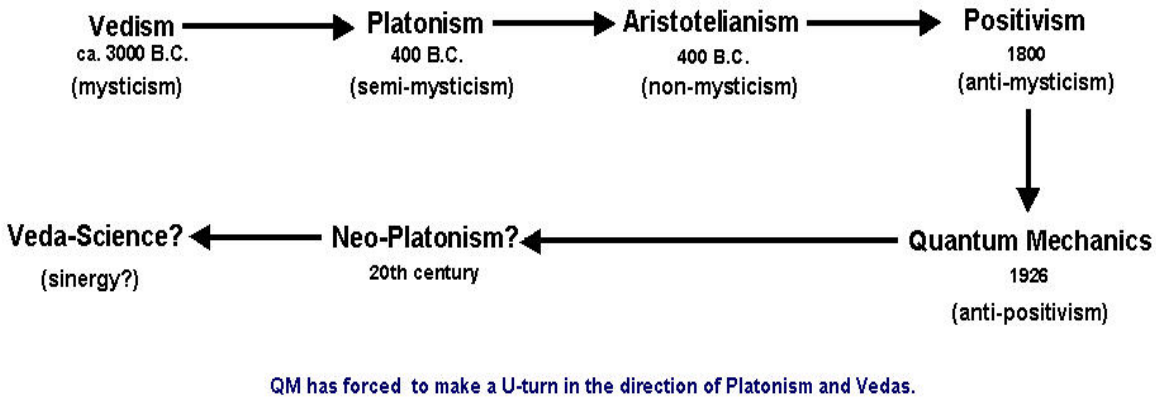 Vedism
ca. 3000 B.C.
(mysticism)
Platonism
400 B.C.
(semi-mysticism)
Aristotelianism
400 B.C.
(non-mysticism)
Positivism
1800
(anti-mysticism)
Quantum Mechanics
1926
(anti-positivism)
Neo-Platonism?
20th century
Veda-Science?
(sinergy?)
QM has forced to make a U-turn in the direction of Platonism and Vedas.